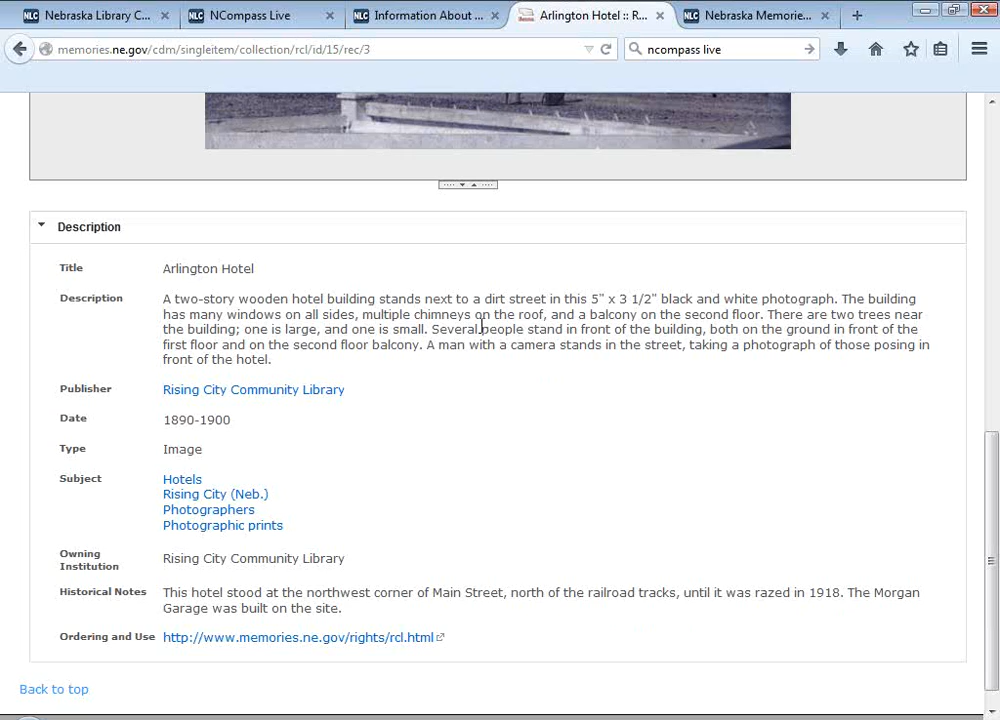 Nebraska Library C...
NCompass Live
Information About ...
Arlington Hotel :: R...
Nebraska Memorie...
memories.ne.gov/cdm/singleitem/collection/rcl/id/15/rec/3
ncompass live
Description
Title
Arlington Hotel
Description
A two-story wooden hotel building stands next to a dirt street in this 5" x 3 1/2" black and white photograph. The building
has many windows on all sides, multiple chimneys on the roof, and a balcony on the second floor. There are two trees near
the building; one is large, and one is small. Several people stand in front of the building, both on the ground in front of the
first floor and on the second floor balcony. A man with a camera stands in the street, taking a photograph of those posing in
front of the hotel.
Publisher
Rising City Community Library
Date
1890-1900
Type
Image
Subject
Hotels
Rising City (Neb.)
Photographers
Photographic prints
Owning
Institution
Rising City Community Library
Historical Notes
This hotel stood at the northwest corner of Main Street, north of the railroad tracks, until it was razed in 1918. The Morgan
Garage was built on the site.
Ordering and Use
http://www.memories.ne.gov/rights/rcl.html
Back to top